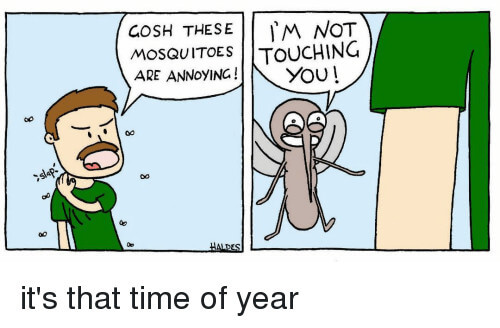 GOSH THESE
MOSQUITOES
ARE ANNOYING!
I'M NOT
TOUCHING
YOU!
slap
HALDES
it's that time of year